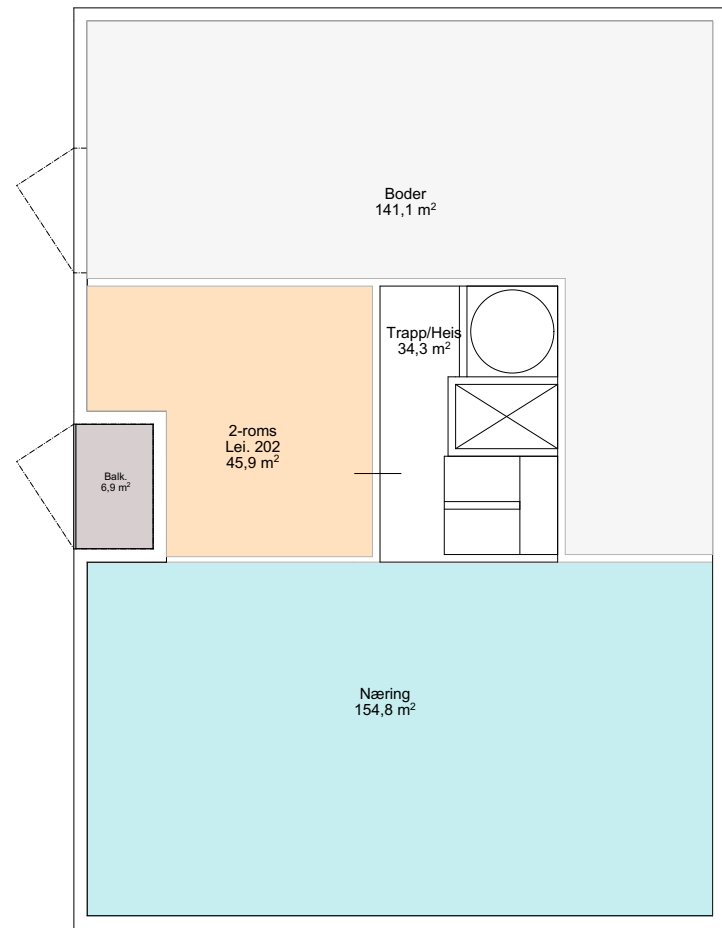 Boder
141,1 m²
Trapp/Heis
34,3 m²
2-roms
Lei. 202
45,9 m²
Balk.
6,9 m²
Næring
154,8 m²